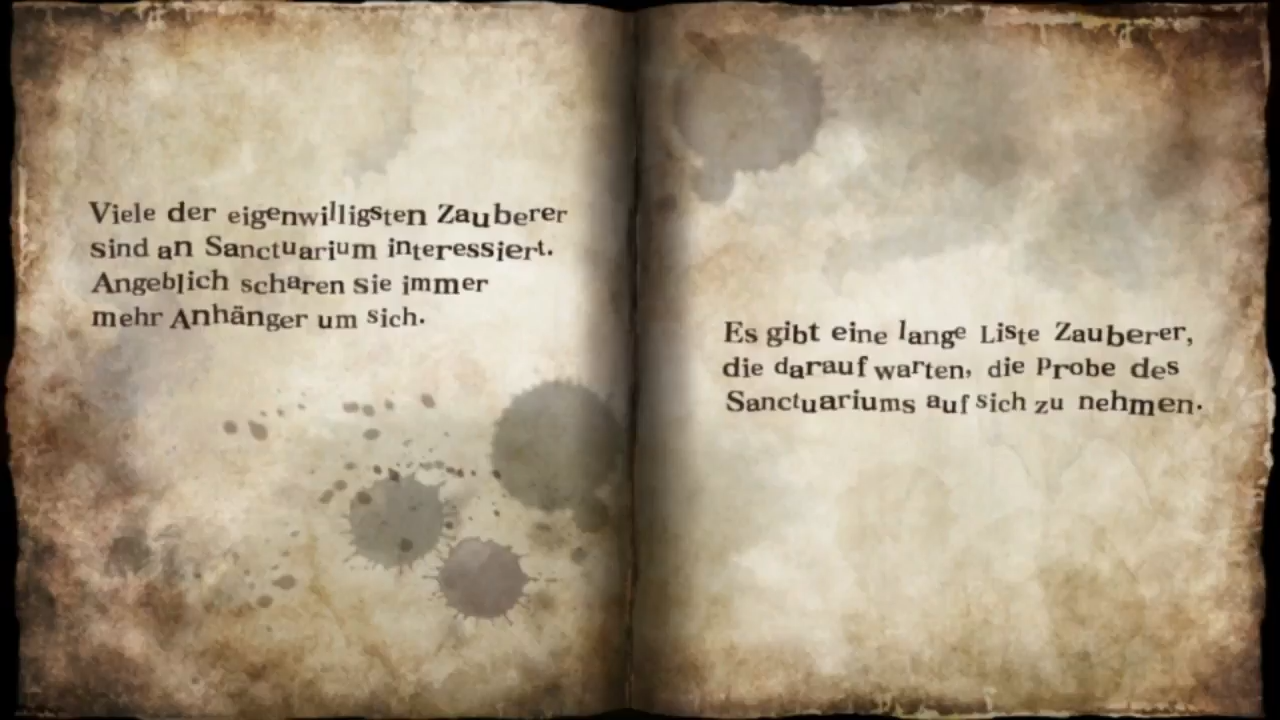 Viele der eigenwilligsten Zauberer
sind an Sanctuarium interessiert.
Angeblich scharen sie immer
mehr Anhänger um sich.
Es gibt eine lange Liste Zauberer,
die darauf warten, die Probe des
Sanctuariums auf sich zu nehmen.